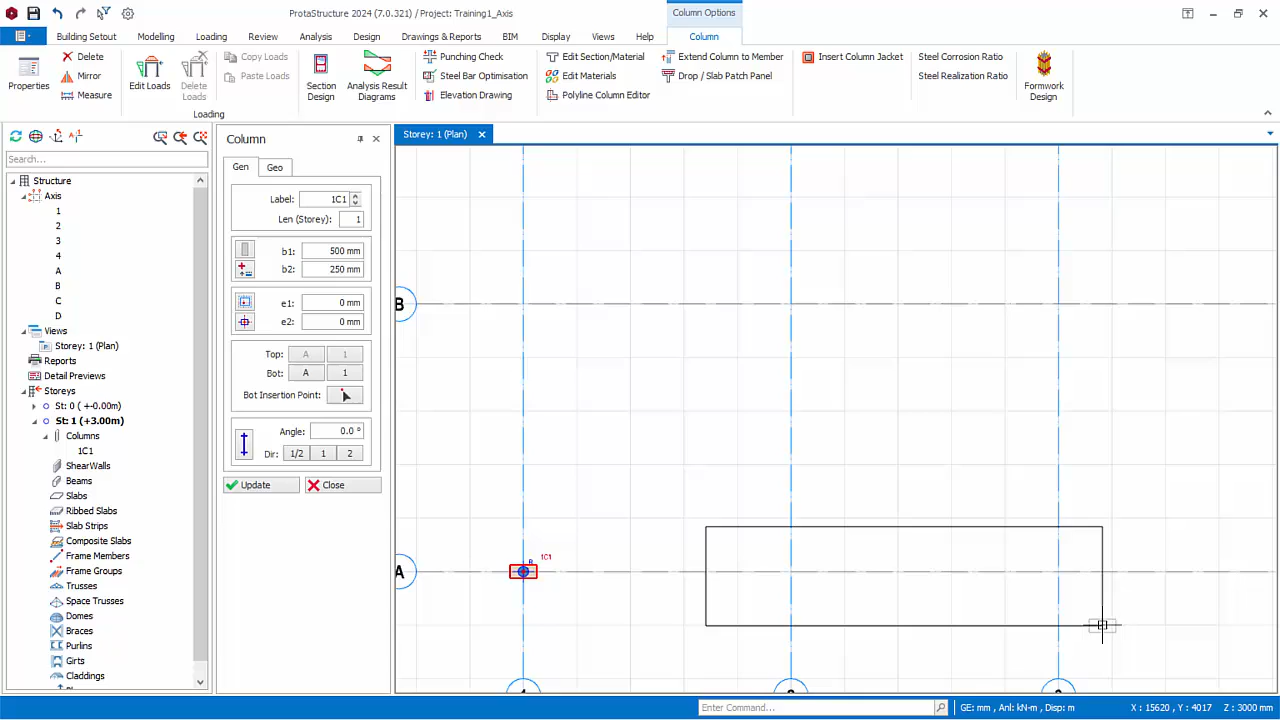 ProtaStructure 2024 (7.0.321) / Project: Training1_Axis
Column Options
Building Setout Modelling Loading Review Analysis Design Drawings & Reports BIM Display Views Help Column
Properties
Delete
Mirror
Measure
Edit Loads
Delete Loads
Copy Loads
Paste Loads
Loading
Section Design
Analysis Result Diagrams
Punching Check
Steel Bar Optimisation
Elevation Drawing
Edit Section/Material
Edit Materials
Polyline Column Editor
Extend Column to Member
Drop / Slab Patch Panel
Insert Column Jacket
Steel Corrosion Ratio
Steel Realization Ratio
Formwork Design
Search...
Structure
Axis
1
2
3
4
A
B
C
D
Views
Storey: 1 (Plan)
Reports
Detail Previews
Storeys
St: 0 ( +-0.00m)
St: 1 (+3.00m)
Columns
1C1
ShearWalls
Beams
Slabs
Ribbed Slabs
Slab Strips
Composite Slabs
Frame Members
Frame Groups
Trusses
Space Trusses
Domes
Braces
Purlins
Girts
Claddings
Column
Gen Geo
Label: 1C1
Len (Storey): 1
b1: 500 mm
b2: 250 mm
e1: 0 mm
e2: 0 mm
Top: A 1
Bot: A 1
Bot Insertion Point:
Angle: 0.0 °
Dir: 1/2 1 2
Update Close
Storey: 1 (Plan)
B
A
R
1C1
Enter Command...
GE: mm , Anl: kN-m , Disp: m
X : 15620 , Y : 4017
Z : 3000 mm